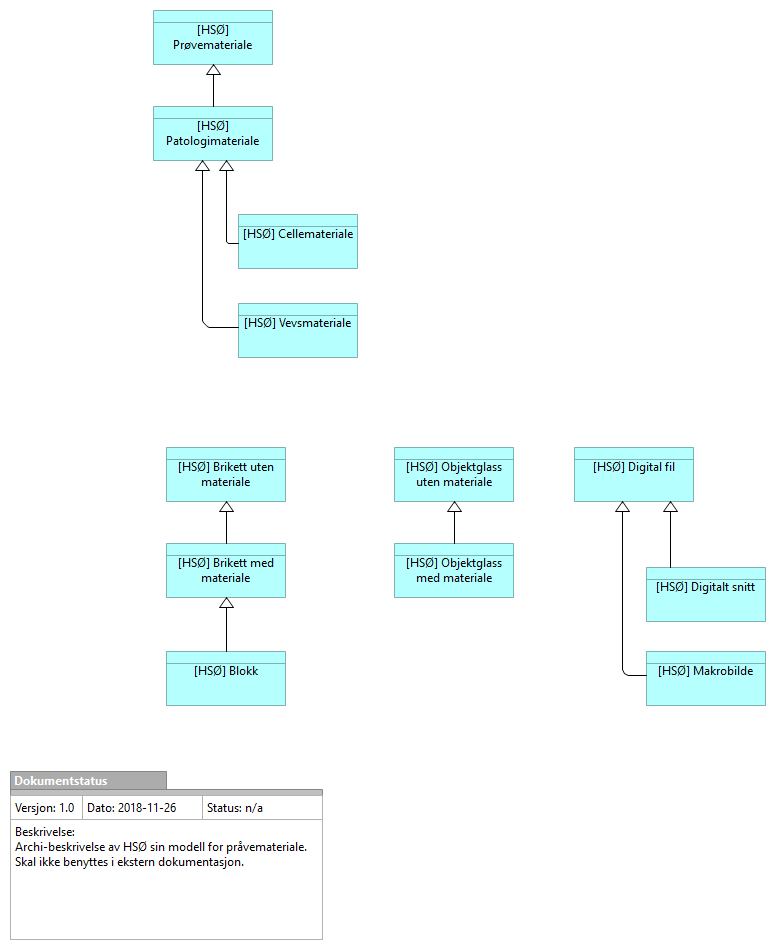 [HSØ]
Prøvemateriale
[HSØ]
Patologimateriale
[HSØ] Cellemateriale
[HSØ] Vevsmateriale
[HSØ] Brikett uten
materiale
[HSØ] Objektglass
uten materiale
[HSØ] Digital fil
[HSØ] Brikett med
materiale
[HSØ] Objektglass
med materiale
[HSØ] Digitalt snitt
[HSØ] Blokk
[HSØ] Makrobilde
Dokumentstatus
Versjon: 1.0 Dato: 2018-11-26 Status: n/a
Beskrivelse:
Archi-beskrivelse av HSØ sin modell for pråvemateriale.
Skal ikke benyttes i ekstern dokumentasjon.